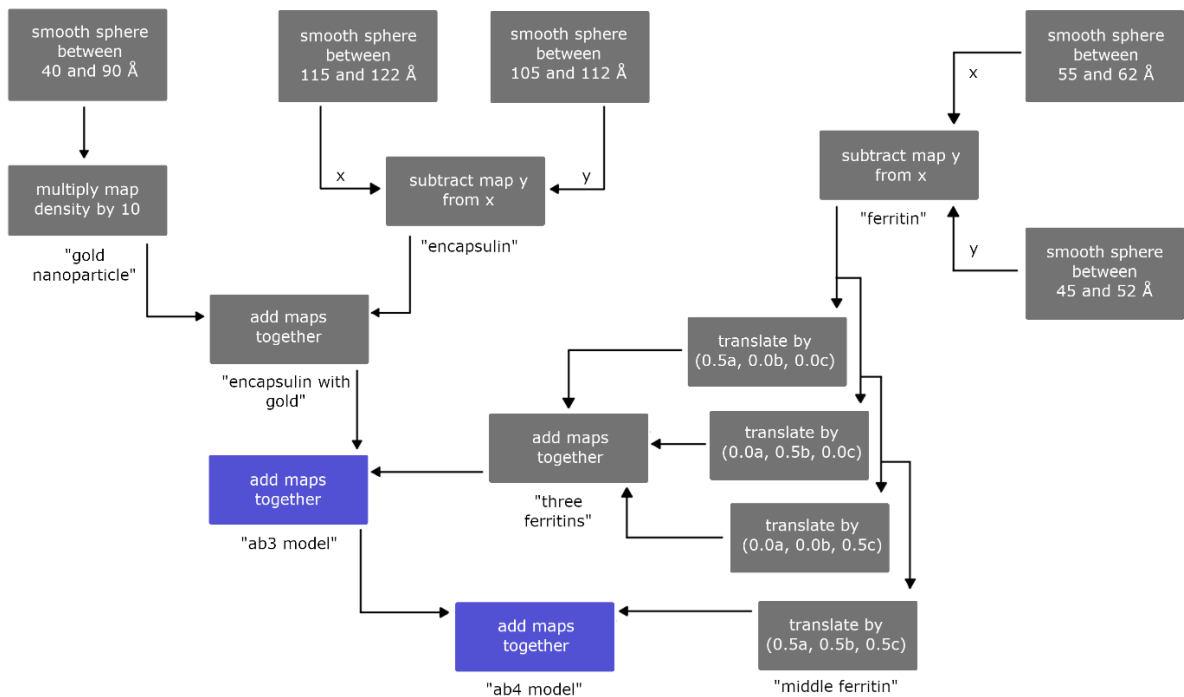 smooth sphere
between
40 and 90 Å
smooth sphere
between
115 and 122 Å
smooth sphere
between
105 and 112 Å
smooth sphere
between
55 and 62 Å
x
multiply map
density by 10
x
subtract map y
from x
y
subtract map y
from x
"gold
nanoparticle"
"encapsulin"
"ferritin"
y
smooth sphere
between
45 and 52 Å
add maps
together
translate by
(0.5a, 0.0b, 0.0c)
"encapsulin with
gold"
add maps
together
translate by
(0.0a, 0.5b, 0.0c)
add maps
together
"three
ferritins"
translate by
(0.0a, 0.0b, 0.5c)
"ab3 model"
add maps
together
translate by
(0.5a, 0.5b, 0.5c)
"ab4 model"
"middle ferritin"